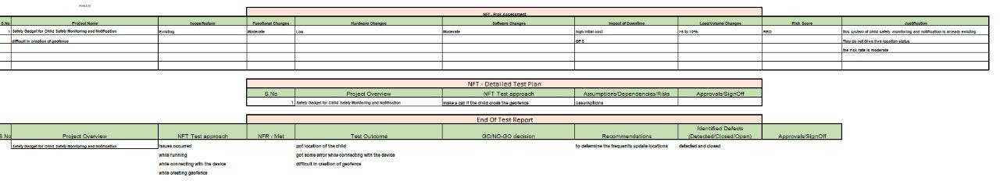 NFT - Risk Assessment
S.No Project Name Scope/feature Functional Changes Hardware Changes Software Changes Impact of Downtime Load/Volume Changes Risk Score Justification
1 Safety Gadget for Child Safety Monitoring and Notification Existing Moderate Low Moderate high initial cost >5 to 10% RED this system of child safety monitoring and notification is already existing
difficult in creation of geofence GPS They do not Give live location status.
the risk rate is moderate
NFT - Detailed Test Plan
S.No Project Overview NFT Test approach Assumptions/Dependencies/Risks Approvals/SignOff
1 Safety Gadget for Child Safety Monitoring and Notification make a call if the child cross the geofence Assumptions
End Of Test Report
S.No Project Overview NFT Test approach NFR - Met Test Outcome GO/NO-GO decision Recommendations Identified Defects (Detected/Closed/Open) Approvals/SignOff
Safety Gadget for Child Safety Monitoring and Notification Issues occurred got location of the child to determine the frequently update locations detected and closed
while running got some error while connecting with the device
while connecting with the device difficult in creation of geofence
while creating geofence